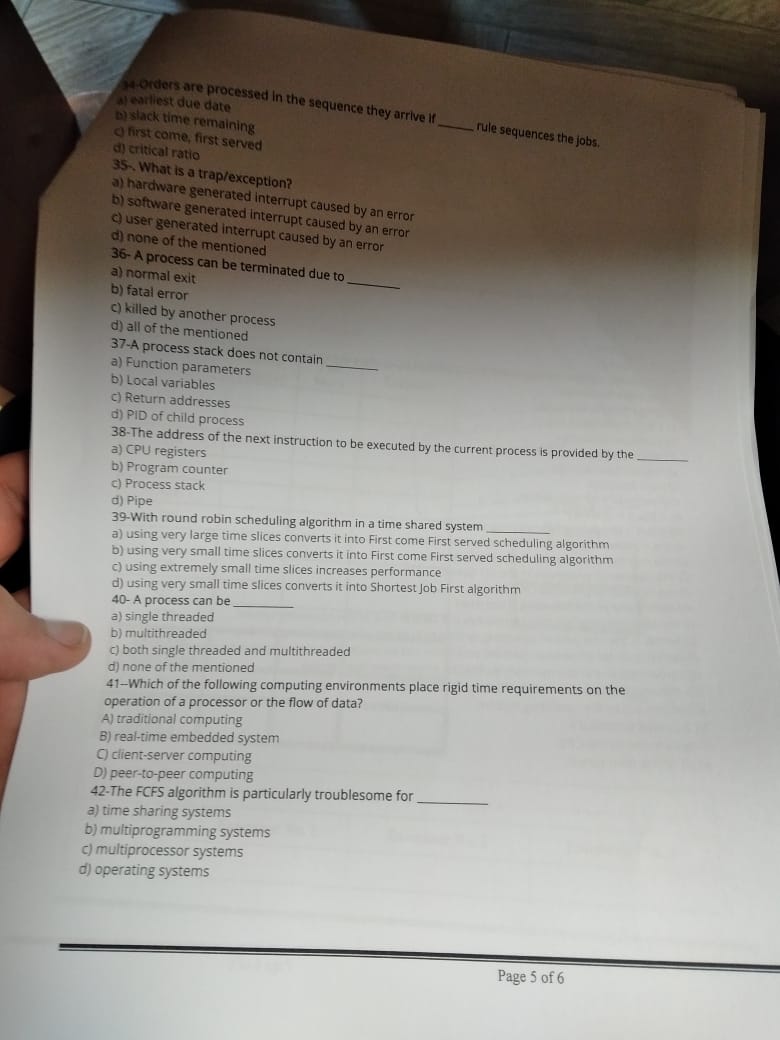 34-Orders are processed in the sequence they arrive if ______ rule sequences the jobs.
a) earliest due date
b) slack time remaining
c) first come, first served
d) critical ratio
35-. What is a trap/exception?
a) hardware generated interrupt caused by an error
b) software generated interrupt caused by an error
c) user generated interrupt caused by an error
d) none of the mentioned
36- A process can be terminated due to ________
a) normal exit
b) fatal error
c) killed by another process
d) all of the mentioned
37-A process stack does not contain ________
a) Function parameters
b) Local variables
c) Return addresses
d) PID of child process
38-The address of the next instruction to be executed by the current process is provided by the ________
a) CPU registers
b) Program counter
c) Process stack
d) Pipe
39-With round robin scheduling algorithm in a time shared system __________
a) using very large time slices converts it into First come First served scheduling algorithm
b) using very small time slices converts it into First come First served scheduling algorithm
c) using extremely small time slices increases performance
d) using very small time slices converts it into Shortest Job First algorithm
40- A process can be __________
a) single threaded
b) multithreaded
c) both single threaded and multithreaded
d) none of the mentioned
41--Which of the following computing environments place rigid time requirements on the
operation of a processor or the flow of data?
A) traditional computing
B) real-time embedded system
C) client-server computing
D) peer-to-peer computing
42-The FCFS algorithm is particularly troublesome for __________
a) time sharing systems
b) multiprogramming systems
c) multiprocessor systems
d) operating systems
Page 5 of 6